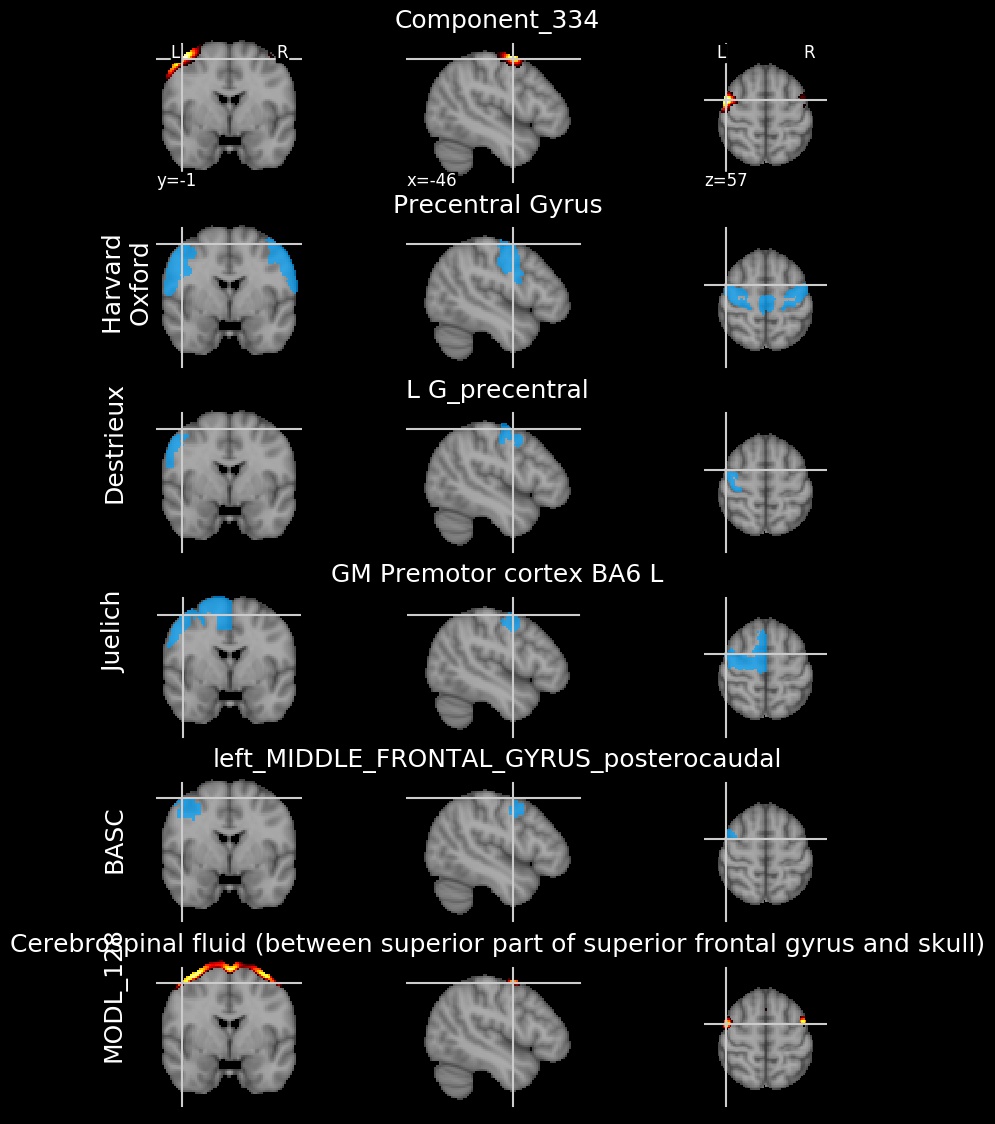 Component_334
L R
L R
y=-1
x=-46
z=57
Precentral Gyrus
Harvard
Oxford
L G_precentral
Destrieux
GM Premotor cortex BA6 L
Juelich
left_MIDDLE_FRONTAL_GYRUS_posterocaudal
BASC
Cerebrospinal fluid (between superior part of superior frontal gyrus and skull)
MODL_128